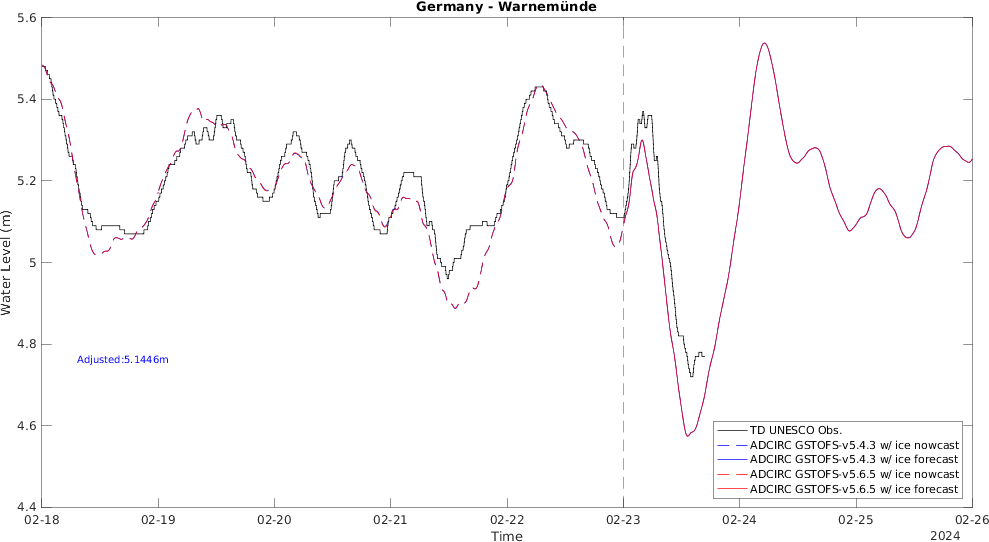 Germany - Warnemünde
5.6
5.4
5.2
5
4.8
4.6
4.4
Water Level (m)
Adjusted:5.1446m
TD UNESCO Obs.
ADCIRC GSTOFS-v5.4.3 w/ ice nowcast
ADCIRC GSTOFS-v5.4.3 w/ ice forecast
ADCIRC GSTOFS-v5.6.5 w/ ice nowcast
ADCIRC GSTOFS-v5.6.5 w/ ice forecast
02-18 02-19 02-20 02-21 02-22 02-23 02-24 02-25 02-26
Time
2024